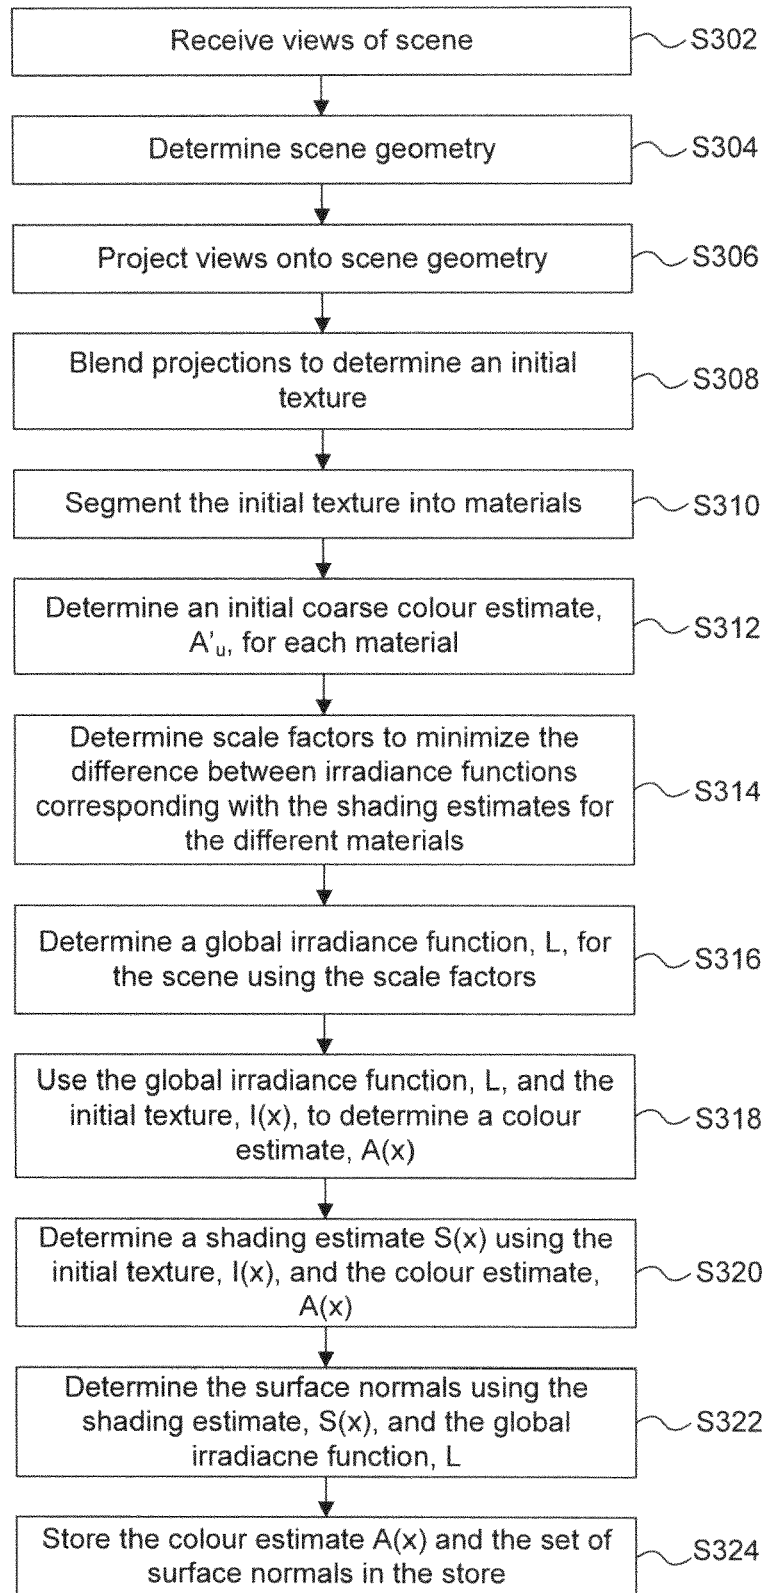 Receive views of scene
S302
Determine scene geometry
S304
Project views onto scene geometry
S306
Blend projections to determine an initial
texture
S308
Segment the initial texture into materials
S310
Determine an initial coarse colour estimate,
A'u, for each material
S312
Determine scale factors to minimize the
difference between irradiance functions
corresponding with the shading estimates for
the different materials
S314
Determine a global irradiance function, L, for
the scene using the scale factors
S316
Use the global irradiance function, L, and the
initial texture, I(x), to determine a colour
estimate, A(x)
S318
Determine a shading estimate S(x) using the
initial texture, I(x), and the colour estimate,
A(x)
S320
Determine the surface normals using the
shading estimate, S(x), and the global
irradiacne function, L
S322
Store the colour estimate A(x) and the set of
surface normals in the store
S324